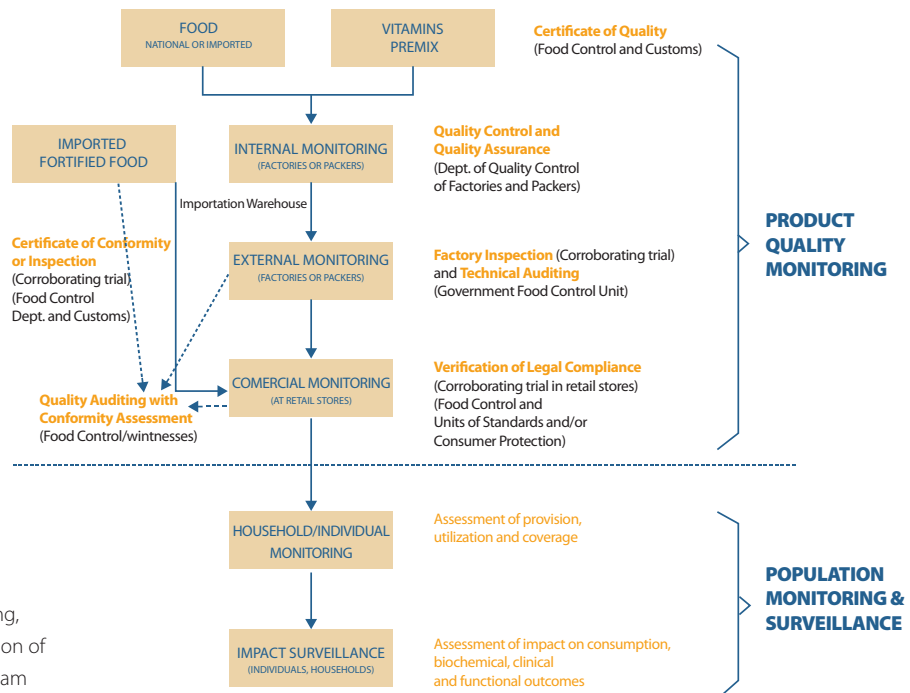 FOOD
NATIONAL OR IMPORTED
VITAMINS
PREMIX
Certificate of Quality
(Food Control and Customs)
IMPORTED
FORTIFIED FOOD
INTERNAL MONITORING
(FACTORIES OR PACKERS)
Quality Control and
Quality Assurance
(Dept. of Quality Control
of Factories and Packers)
Importation Warehouse
PRODUCT
QUALITY
MONITORING
Certificate of Conformity
or Inspection
(Corroborating trial)
(Food Control
Dept. and Customs)
EXTERNAL MONITORING
(FACTORIES OR PACKERS)
Factory Inspection (Corroborating trial)
and Technical Auditing
(Government Food Control Unit)
COMERCIAL MONITORING
(AT RETAIL STORES)
Verification of Legal Compliance
(Corroborating trial in retail stores)
(Food Control and
Units of Standards and/or
Consumer Protection)
Quality Auditing with
Conformity Assessment
(Food Control/wintnesses)
HOUSEHOLD/INDIVIDUAL
MONITORING
Assessment of provision,
utilization and coverage
POPULATION
MONITORING &
SURVEILLANCE
ng,
on of
am
IMPACT SURVEILLANCE
(INDIVIDUALS, HOUSEHOLDS)
Assessment of impact on consumption,
biochemical, clinical
and functional outcomes